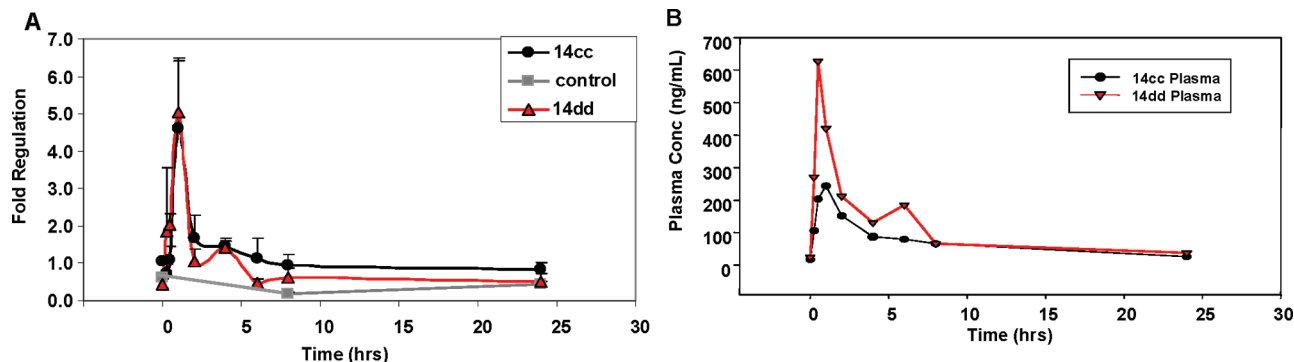 A
Fold Regulation
7.0
6.0
5.0
4.0
3.0
2.0
1.0
0.0
14cc
control
14dd
0 5 10 15 20 25 30
Time (hrs)
B
Plasma Conc (ng/mL)
700
600
500
400
300
200
100
0
14cc Plasma
14dd Plasma
0 5 10 15 20 25 30
Time (hrs)